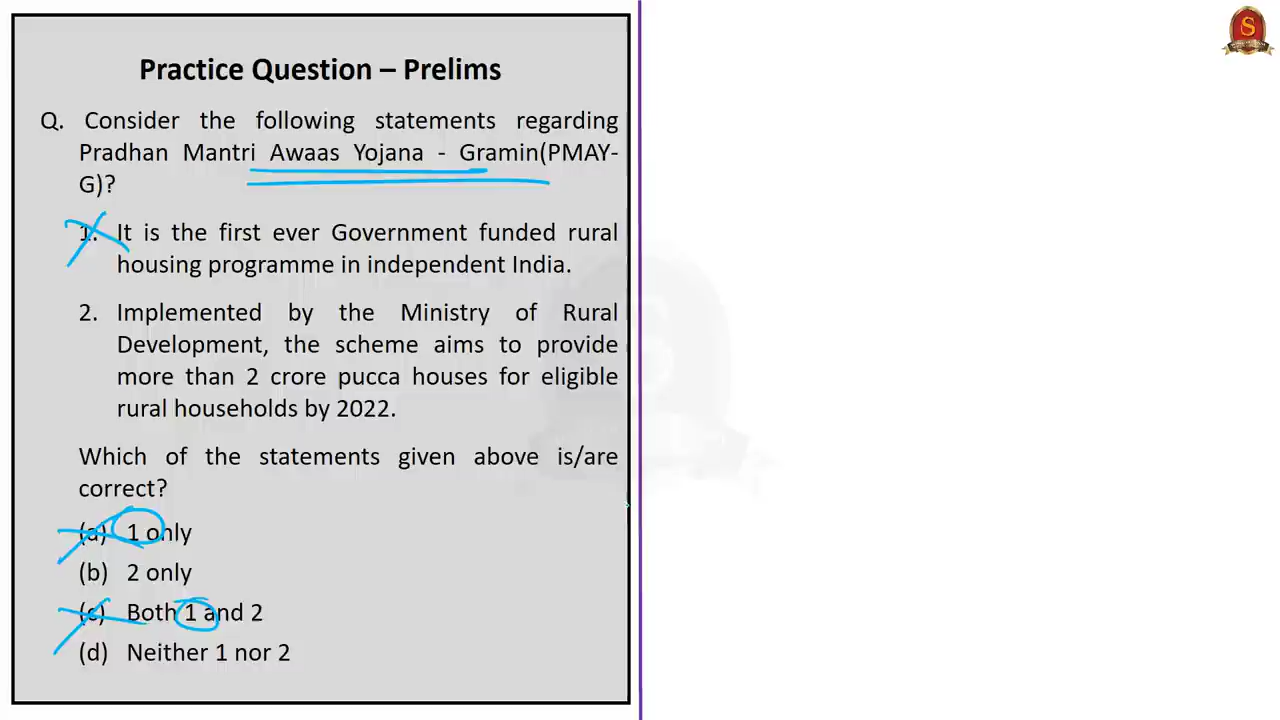 Practice Question – Prelims
Q. Consider the following statements regarding
Pradhan Mantri Awaas Yojana - Gramin(PMAY-
G)?
1. It is the first ever Government funded rural
housing programme in independent India.
2. Implemented by the Ministry of Rural
Development, the scheme aims to provide
more than 2 crore pucca houses for eligible
rural households by 2022.
Which of the statements given above is/are
correct?
(a) 1 only
(b) 2 only
(c) Both 1 and 2
(d) Neither 1 nor 2
S